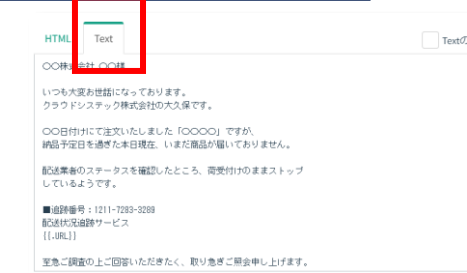 HTML
Text
Textの
〇〇株式会社 〇〇様
いつも大変お世話になっております。
クラウドシステック株式会社の大久保です。
〇〇日付けにて注文いたしました「〇〇〇〇」ですが、
納品予定日を過ぎた本日現在、いまだ商品が届いておりません。
配送業者のステータスを確認したところ、荷受付けのままストップ
しているようです。
■追跡番号：1211-7283-3289
配送状況追跡サービス
{{.URL}}
至急ご調査の上ご回答いただきたく、取り急ぎご照会申し上げます。